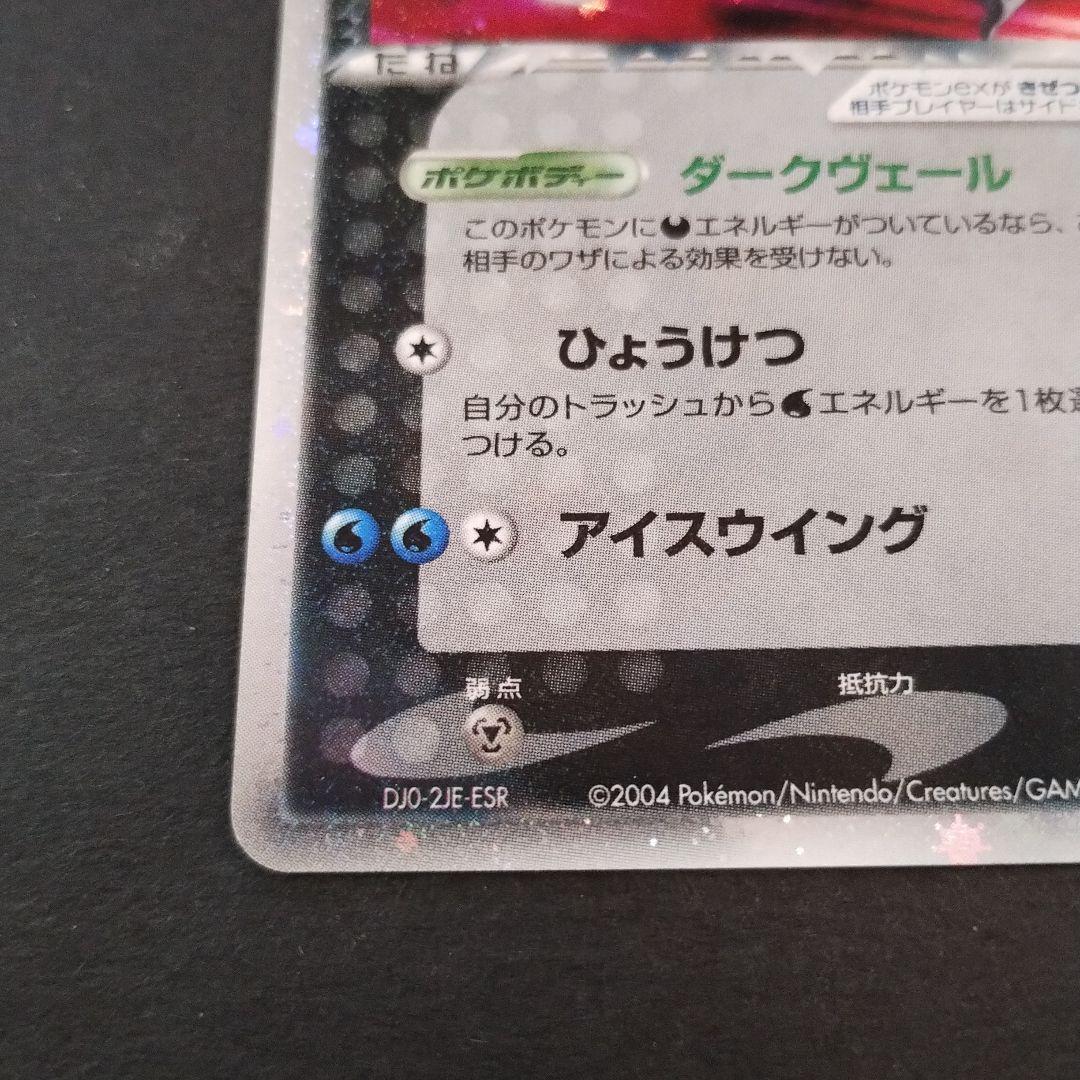 たね
ポケモンexが きぜつ
相手プレイヤーはサイド
ポケボディー ダークヴェール
このポケモンにエネルギーがついているなら、
相手のワザによる効果を受けない。
ひょうけつ
自分のトラッシュからエネルギーを1枚選
つける。
アイスウイング
弱点 抵抗力
DJ0-2JE-ESR ©2004 Pokémon/Nintendo/Creatures/GAM